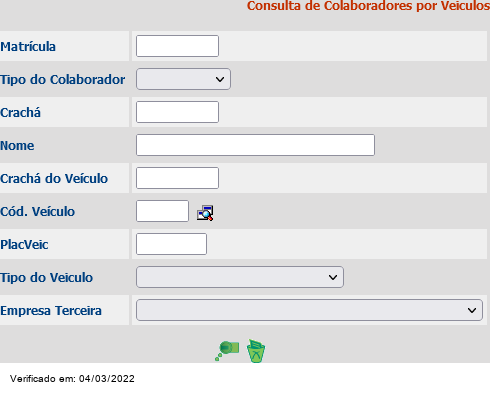 Consulta de Colaboradores por Veiculos
Matrícula
Tipo do Colaborador
Crachá
Nome
Crachá do Veículo
Cód. Veículo
PlacVeic
Tipo do Veiculo
Empresa Terceira
Verificado em: 04/03/2022